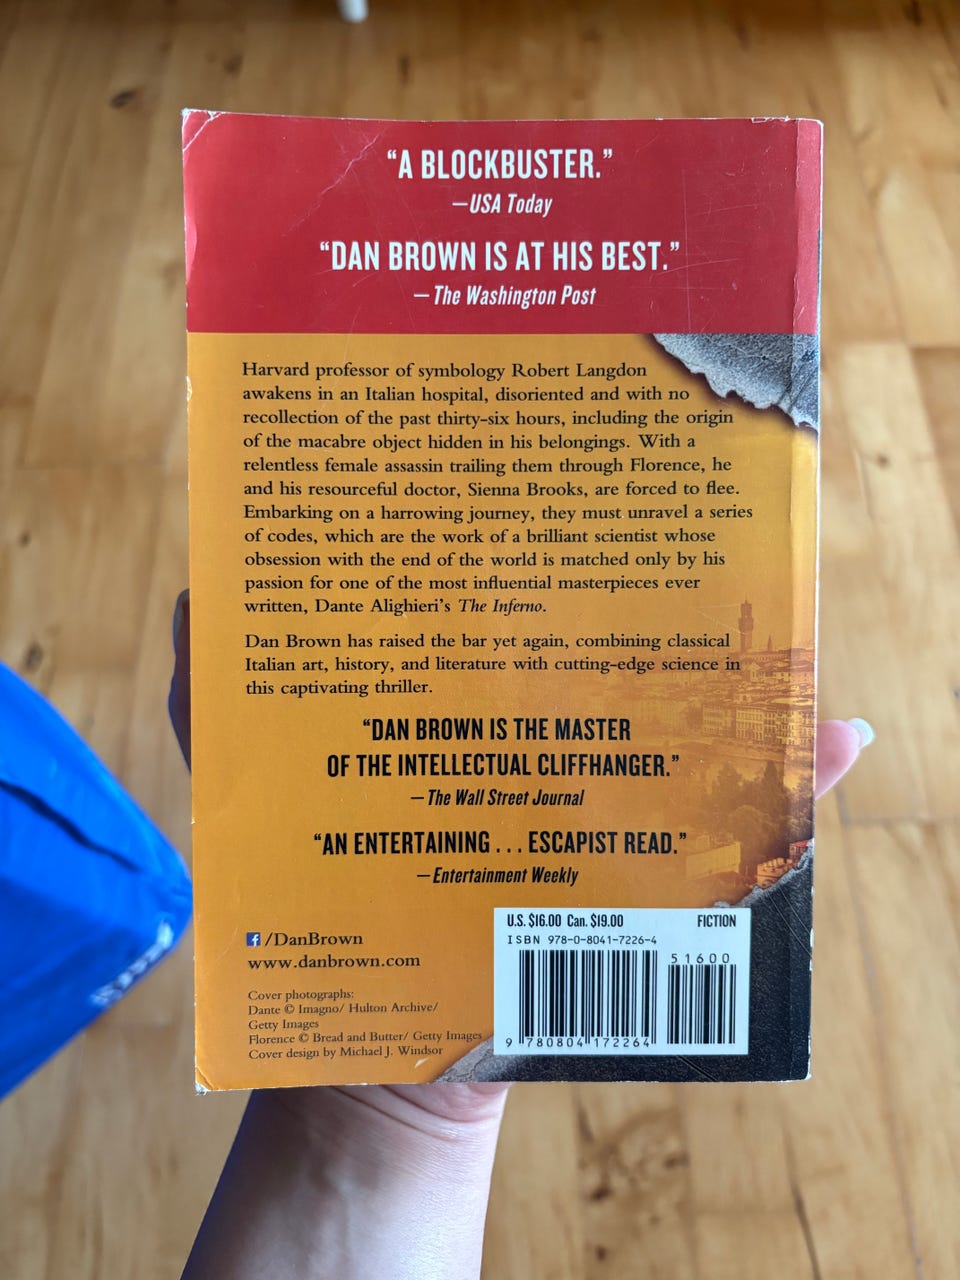 “A BLOCKBUSTER.”
—USA Today
“DAN BROWN IS AT HIS BEST.”
—The Washington Post
Harvard professor of symbology Robert Langdon
awakens in an Italian hospital, disoriented and with no
recollection of the past thirty-six hours, including the origin
of the macabre object hidden in his belongings. With a
relentless female assassin trailing them through Florence, he
and his resourceful doctor, Sienna Brooks, are forced to flee.
Embarking on a harrowing journey, they must unravel a series
of codes, which are the work of a brilliant scientist whose
obsession with the end of the world is matched only by his
passion for one of the most influential masterpieces ever
written, Dante Alighieri’s The Inferno.
Dan Brown has raised the bar yet again, combining classical
Italian art, history, and literature with cutting-edge science in
this captivating thriller.
“DAN BROWN IS THE MASTER
OF THE INTELLECTUAL CLIFFHANGER.”
—The Wall Street Journal
“AN ENTERTAINING . . . ESCAPIST READ.”
—Entertainment Weekly
f/DanBrown
www.danbrown.com
Cover photographs:
Dante © Imagno/ Hulton Archive/
Getty Images
Florence © Bread and Butter/ Getty Images
Cover design by Michael J. Windsor
U.S. $16.00 Can. $19.00 FICTION
ISBN 978-0-8041-7226-4
51600
9 780804 172264